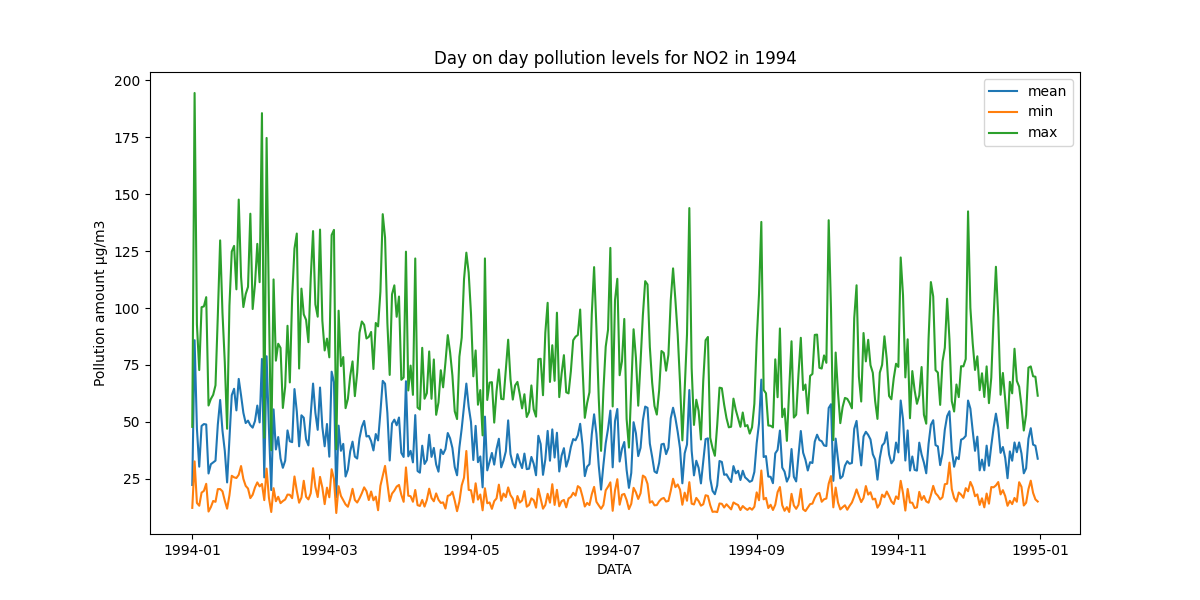 Day on day pollution levels for NO2 in 1994
200
175
150
125
100
75
50
25
Pollution amount µg/m3
mean
min
max
1994-01
1994-03
1994-05
1994-07
1994-09
1994-11
1995-01
DATA